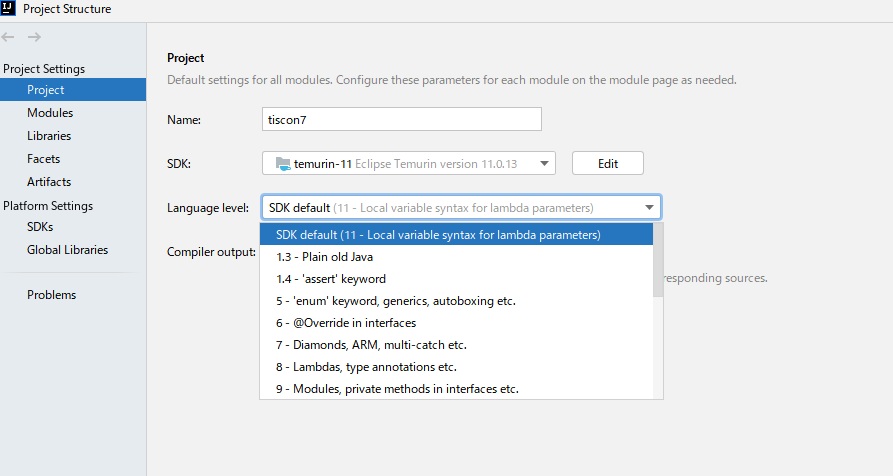 IJ Project Structure
Project Settings
Project
Modules
Libraries
Facets
Artifacts
Platform Settings
SDKs
Global Libraries
Problems
Project
Default settings for all modules. Configure these parameters for each module on the module page as needed.
Name: tiscon7
SDK: temurin-11 Eclipse Temurin version 11.0.13 Edit
Language level: SDK default (11 - Local variable syntax for lambda parameters)
SDK default (11 - Local variable syntax for lambda parameters)
Compiler output: 1.3 - Plain old Java
1.4 - 'assert' keyword responding sources.
5 - 'enum' keyword, generics, autoboxing etc.
6 - @Override in interfaces
7 - Diamonds, ARM, multi-catch etc.
8 - Lambdas, type annotations etc.
9 - Modules, private methods in interfaces etc.